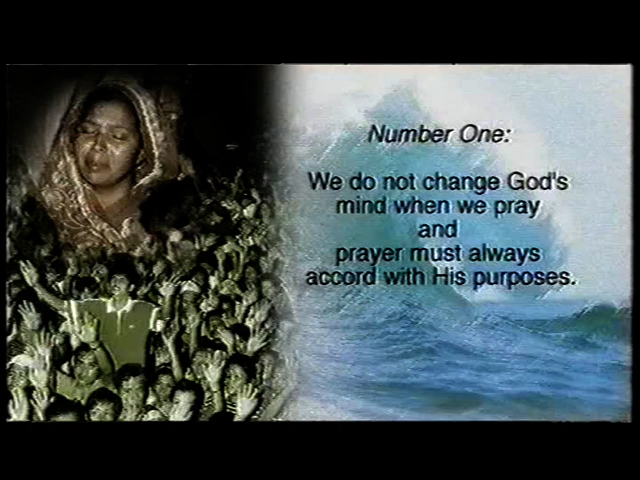 Number One:
We do not change God's
mind when we pray
and
prayer must always
accord with His purposes.